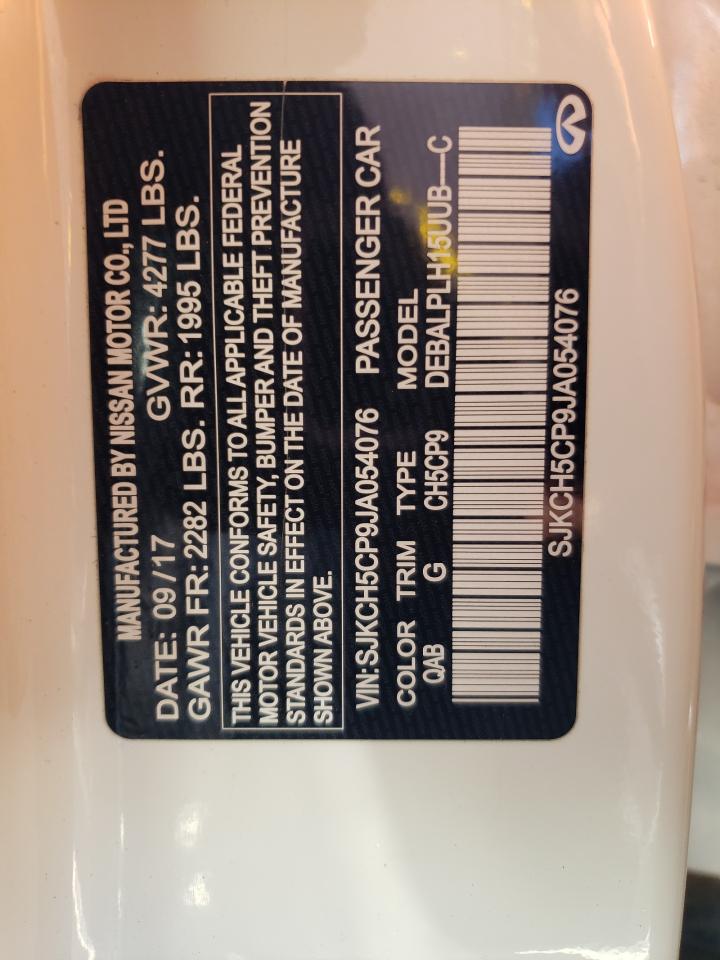 MANUFACTURED BY NISSAN MOTOR CO., LTD
DATE: 09/17 GVWR: 4277 LBS.
GAWR FR: 2282 LBS. RR: 1995 LBS.
THIS VEHICLE CONFORMS TO ALL APPLICABLE FEDERAL
MOTOR VEHICLE SAFETY, BUMPER AND THEFT PREVENTION
STANDARDS IN EFFECT ON THE DATE OF MANUFACTURE
SHOWN ABOVE.
VIN: SJKCH5CP9JA054076 PASSENGER CAR
COLOR TRIM TYPE MODEL
QAB G CH5CP9 DEBALPLH15UUB---C
SJKCH5CP9JA054076